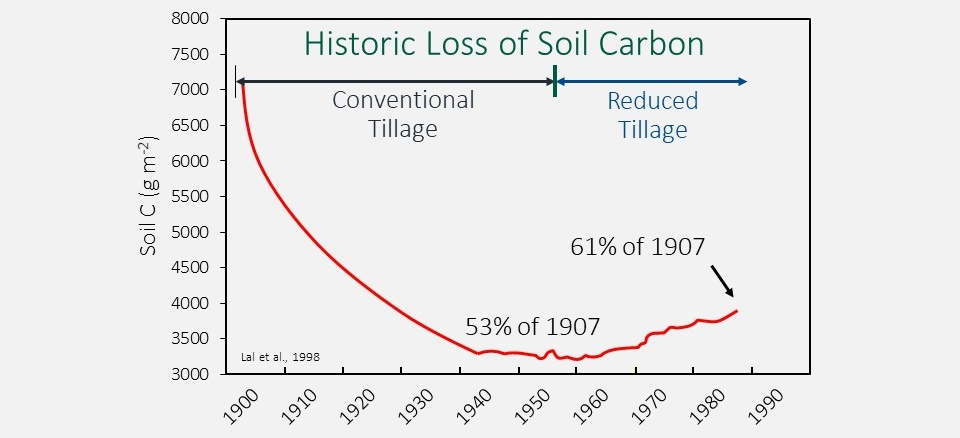 Historic Loss of Soil Carbon
Conventional
Tillage
Reduced
Tillage
Soil C (g m-2)
8000
7500
7000
6500
6000
5500
5000
4500
4000
3500
3000
61% of 1907
53% of 1907
Lal et al., 1998
1900
1910
1920
1930
1940
1950
1960
1970
1980
1990